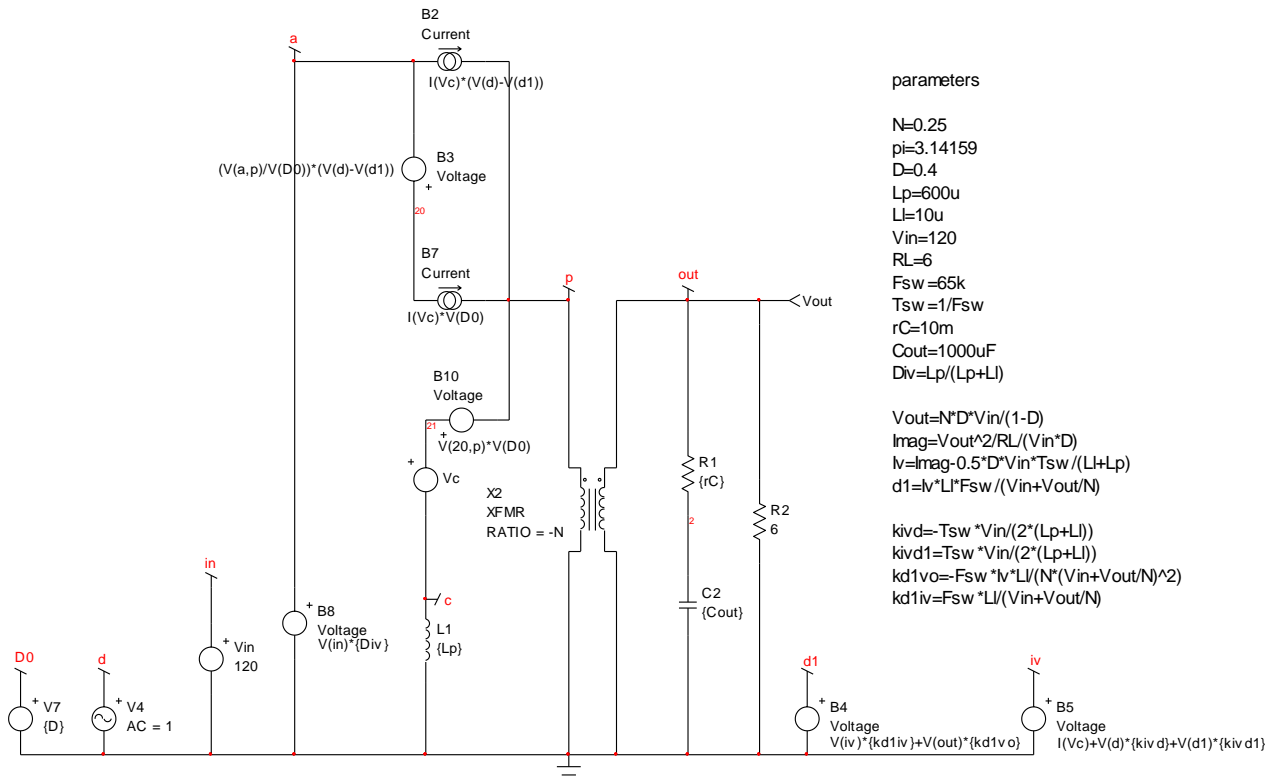 B2
Current
I(Vc)*(V(d)-V(d1))
a
(V(a,p)/V(D0))*(V(d)-V(d1))
B3
Voltage
+
20
B7
Current
I(Vc)*V(D0)
p
out
Vout
B10
Voltage
21
+
V(20,p)*V(D0)
+
Vc
X2
XFMR
RATIO = -N
R1
{rC}
2
R2
6
C2
{Cout}
c
L1
{Lp}
in
+
Vin
120
+
B8
Voltage
V(in)*{Div}
D0
+
V7
{D}
d
+
V4
AC = 1
d1
+
B4
Voltage
V(iv)*{kd1iv}+V(out)*{kd1vo}
iv
+
B5
Voltage
I(Vc)+V(d)*{kivd}+V(d1)*{kivd1}
parameters
N=0.25
pi=3.14159
D=0.4
Lp=600u
Ll=10u
Vin=120
RL=6
Fsw=65k
Tsw=1/Fsw
rC=10m
Cout=1000uF
Div=Lp/(Lp+Ll)
Vout=N*D*Vin/(1-D)
Imag=Vout^2/RL/(Vin*D)
Iv=Imag-0.5*D*Vin*Tsw/(Ll+Lp)
d1=Iv*Ll*Fsw/(Vin+Vout/N)
kivd=-Tsw*Vin/(2*(Lp+Ll))
kivd1=Tsw*Vin/(2*(Lp+Ll))
kd1vo=-Fsw*Iv*Ll/(N*(Vin+Vout/N)^2)
kd1iv=Fsw*Ll/(Vin+Vout/N)